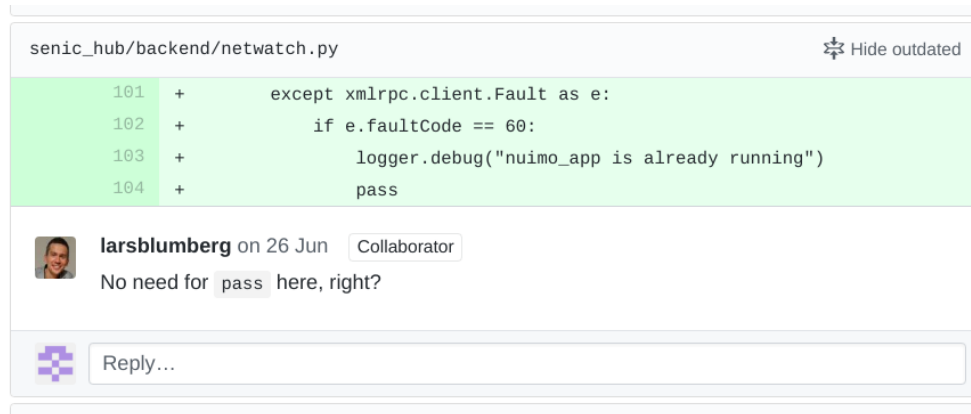 senic_hub/backend/netwatch.py Hide outdated
101 + except xmlrpc.client.Fault as e:
102 + if e.faultCode == 60:
103 + logger.debug("nuimo_app is already running")
104 + pass
larsblumberg on 26 Jun Collaborator
No need for pass here, right?
Reply…